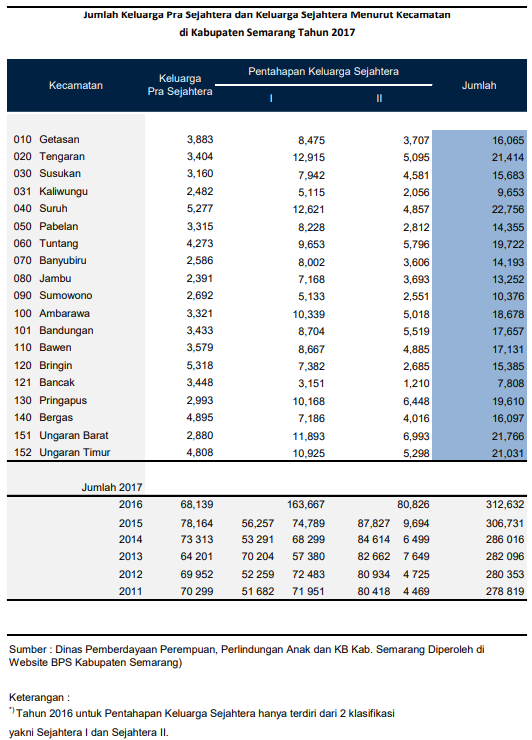 Jumlah Keluarga Pra Sejahtera dan Keluarga Sejahtera Menurut Kecamatan
di Kabupaten Semarang Tahun 2017
Kecamatan Keluarga Pra Sejahtera Pentahapan Keluarga Sejahtera Jumlah
I II
010 Getasan 3,883 8,475 3,707 16,065
020 Tengaran 3,404 12,915 5,095 21,414
030 Susukan 3,160 7,942 4,581 15,683
031 Kaliwungu 2,482 5,115 2,056 9,653
040 Suruh 5,277 12,621 4,857 22,756
050 Pabelan 3,315 8,228 2,812 14,355
060 Tuntang 4,273 9,653 5,796 19,722
070 Banyubiru 2,586 8,002 3,606 14,193
080 Jambu 2,391 7,168 3,693 13,252
090 Sumowono 2,692 5,133 2,551 10,376
100 Ambarawa 3,321 10,339 5,018 18,678
101 Bandungan 3,433 8,704 5,519 17,657
110 Bawen 3,579 8,667 4,885 17,131
120 Bringin 5,318 7,382 2,685 15,385
121 Bancak 3,448 3,151 1,210 7,808
130 Pringapus 2,993 10,168 6,448 19,610
140 Bergas 4,895 7,186 4,016 16,097
151 Ungaran Barat 2,880 11,893 6,993 21,766
152 Ungaran Timur 4,808 10,925 5,298 21,031
Jumlah 2017
2016 68,139 163,667 80,826 312,632
2015 78,164 56,257 74,789 87,827 9,694 306,731
2014 73 313 53 291 68 299 84 614 6 499 286 016
2013 64 201 70 204 57 380 82 662 7 649 282 096
2012 69 952 52 259 72 483 80 934 4 725 280 353
2011 70 299 51 682 71 951 80 418 4 469 278 819
Sumber : Dinas Pemberdayaan Perempuan, Perlindungan Anak dan KB Kab. Semarang Diperoleh di
Website BPS Kabupaten Semarang)
Keterangan :
*) Tahun 2016 untuk Pentahapan Keluarga Sejahtera hanya terdiri dari 2 klasifikasi
yakni Sejahtera I dan Sejahtera II.